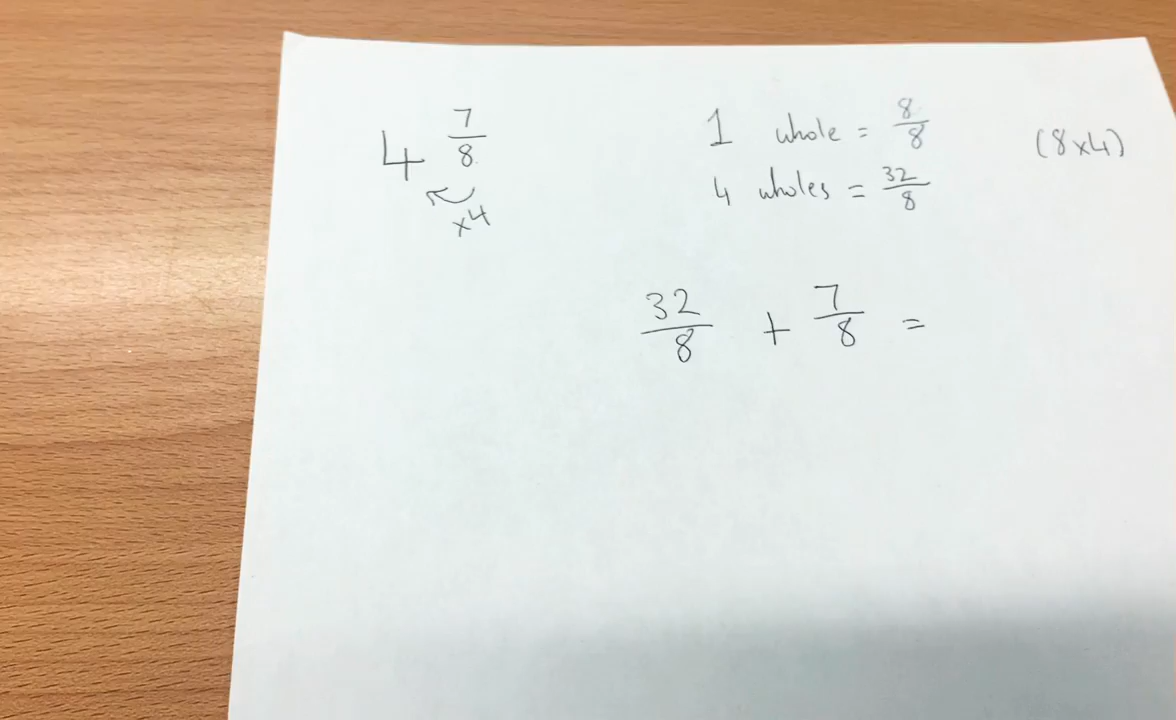 4 7/8
x4
1 whole = 8/8 (8x4)
4 wholes = 32/8
32/8 + 7/8 =